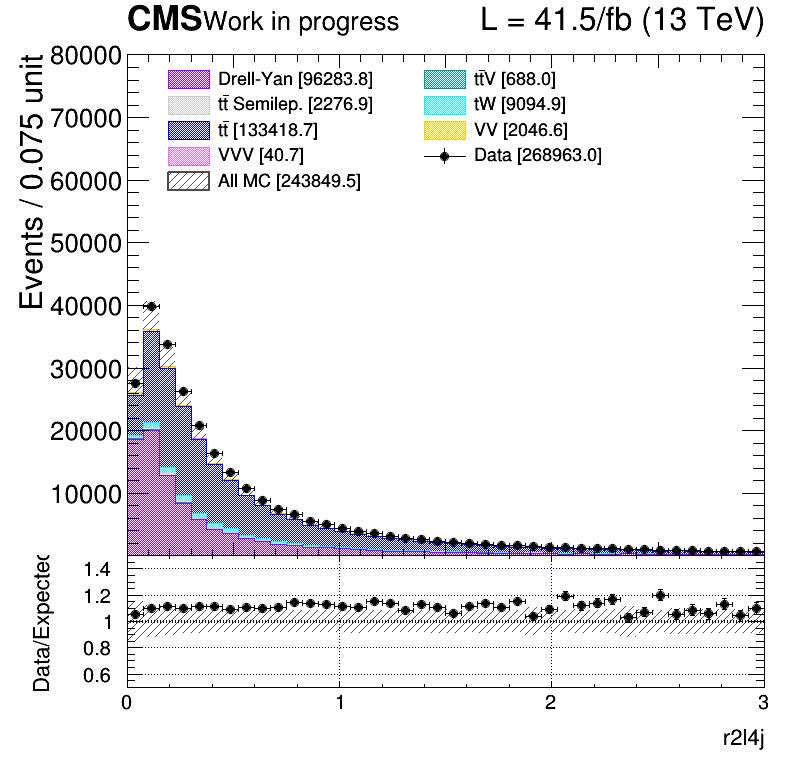 CMS Work in progress L = 41.5/fb (13 TeV)
Events / 0.075 unit
80000
70000
60000
50000
40000
30000
20000
10000
Drell-Yan [96283.8]
tt̄ Semilep. [2276.9]
tt̄ [133418.7]
VVV [40.7]
All MC [243849.5]
tt̄V [688.0]
tW [9094.9]
VV [2046.6]
Data [268963.0]
Data/Expected
1.4
1.2
1
0.8
0.6
0 1 2 3
r2l4j